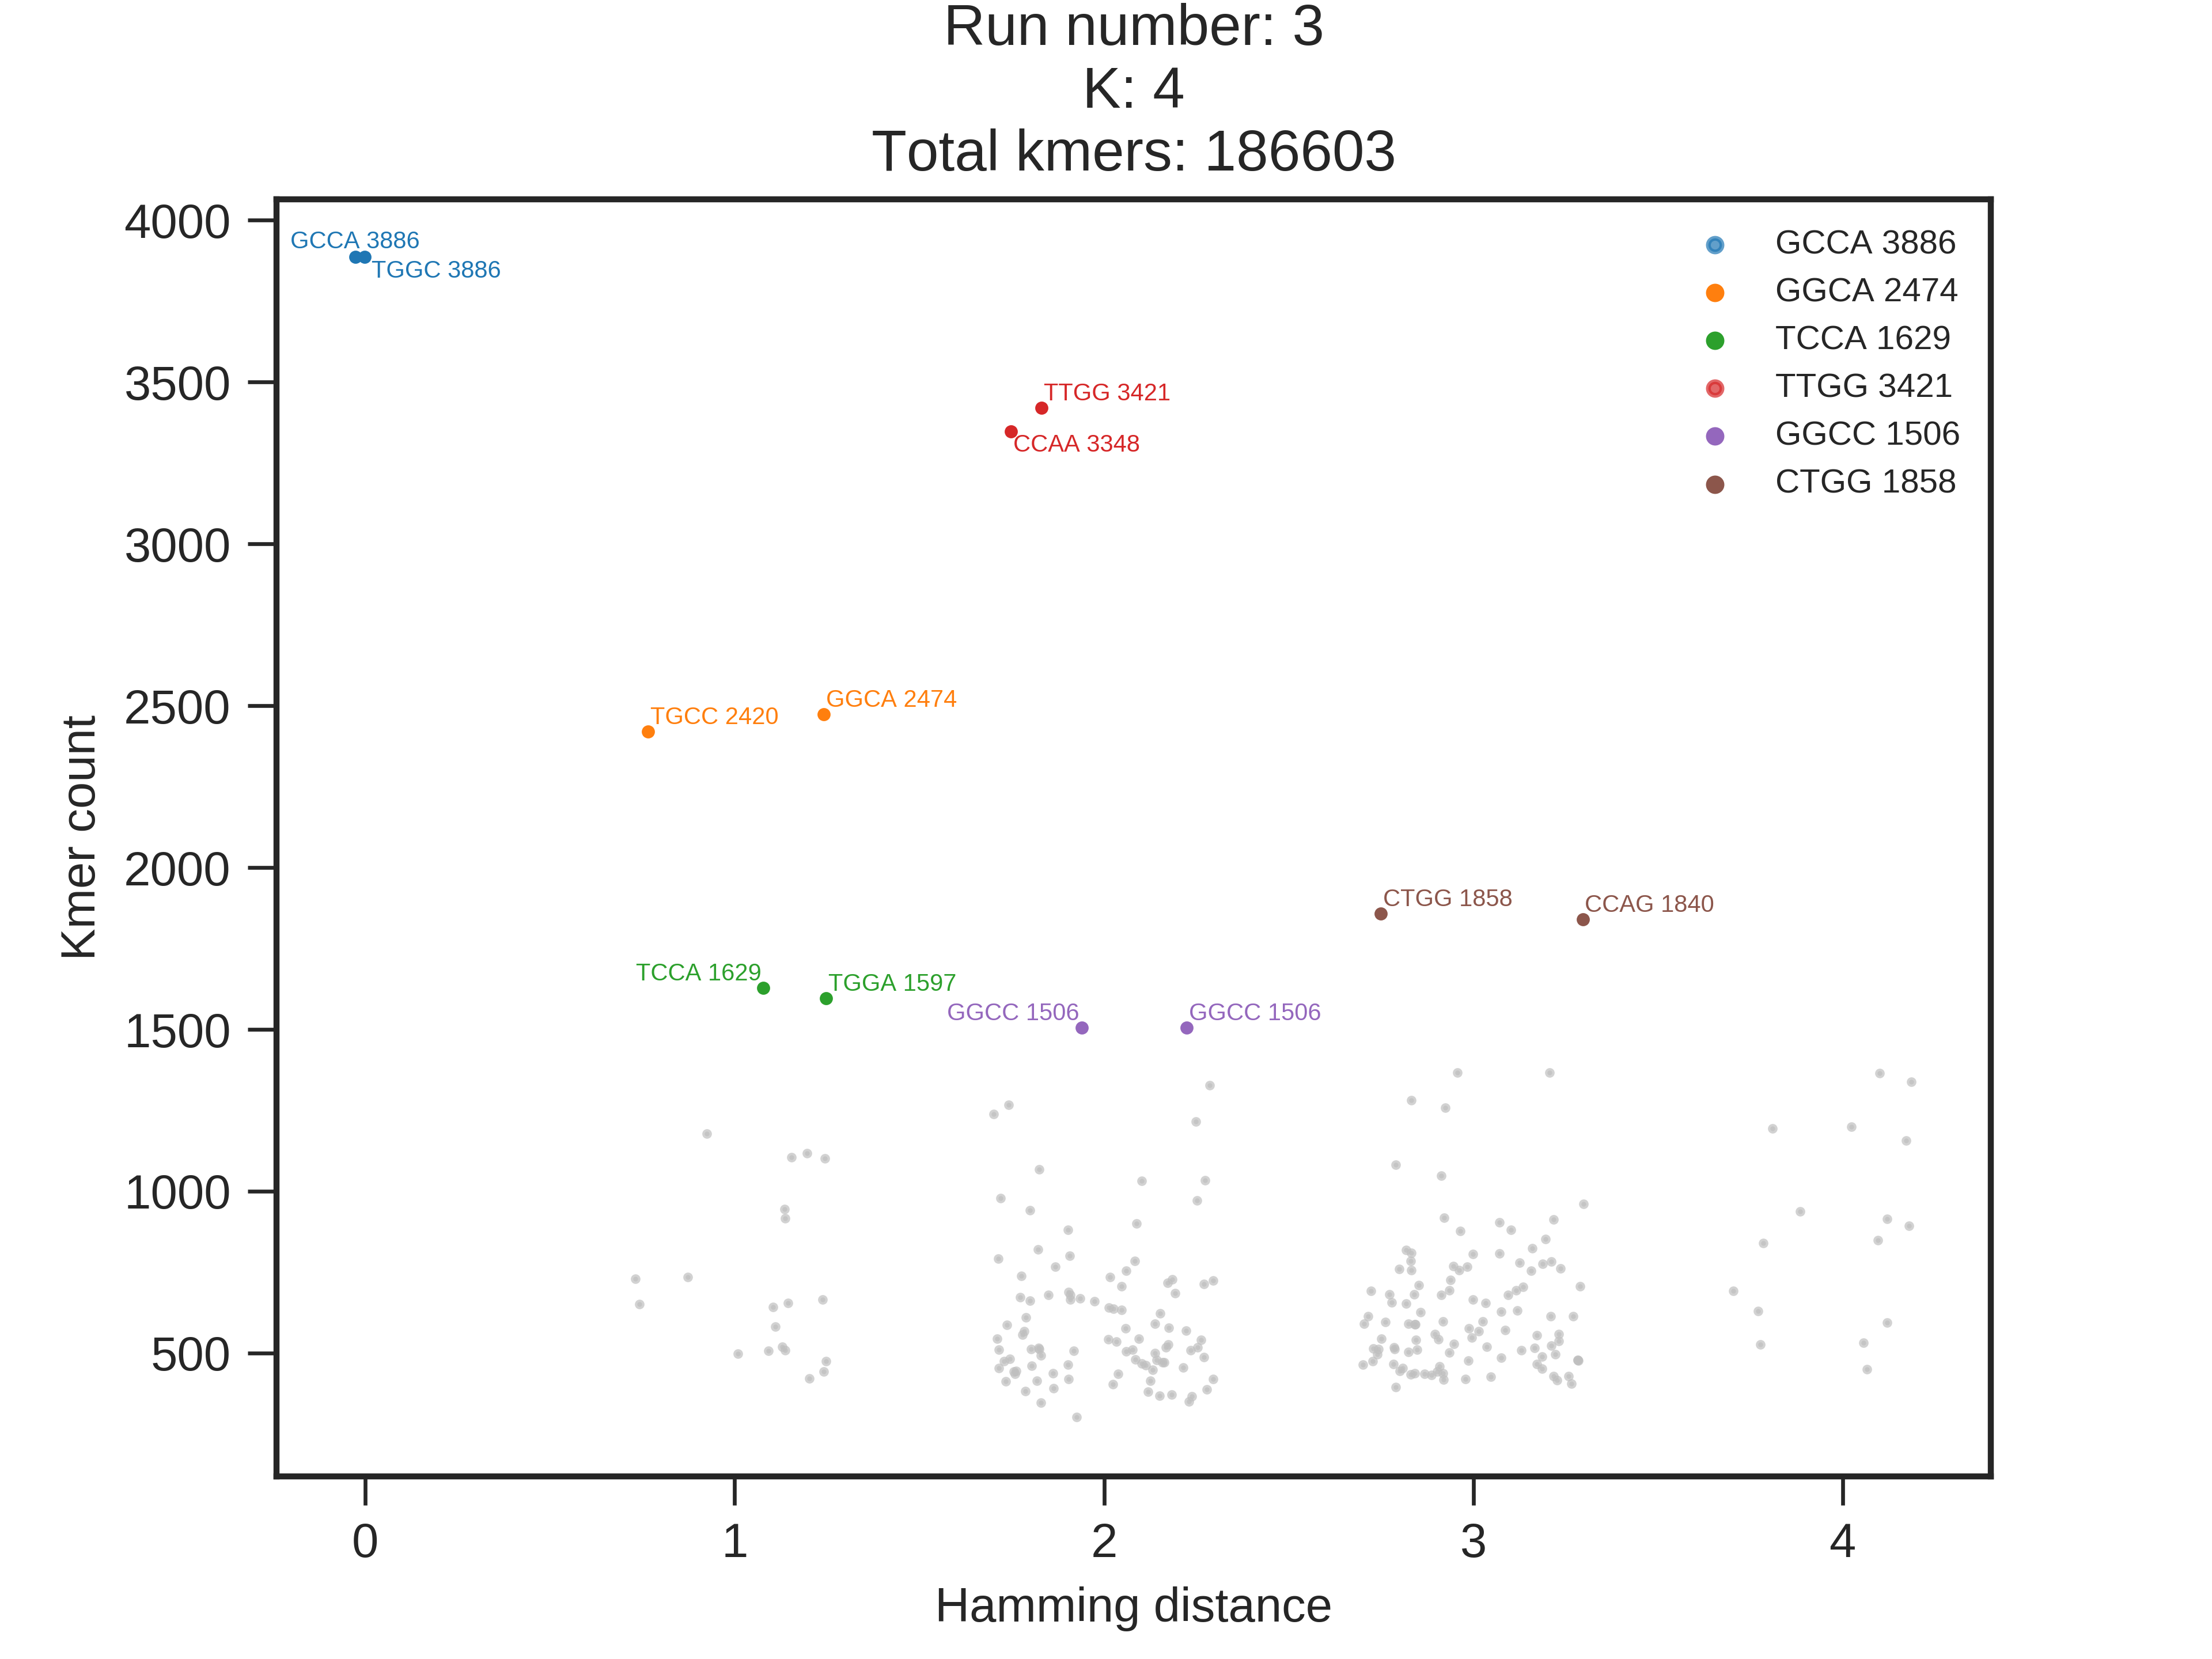 Run number: 3
K: 4
Total kmers: 186603
4000
3500
3000
2500
2000
1500
1000
500
Kmer count
GCCA 3886
TGGC 3886
TTGG 3421
CCAA 3348
GGCA 2474
TGCC 2420
CTGG 1858
CCAG 1840
TCCA 1629
TGGA 1597
GGCC 1506
GGCC 1506
GCCA 3886
GGCA 2474
TCCA 1629
TTGG 3421
GGCC 1506
CTGG 1858
0 1 2 3 4
Hamming distance